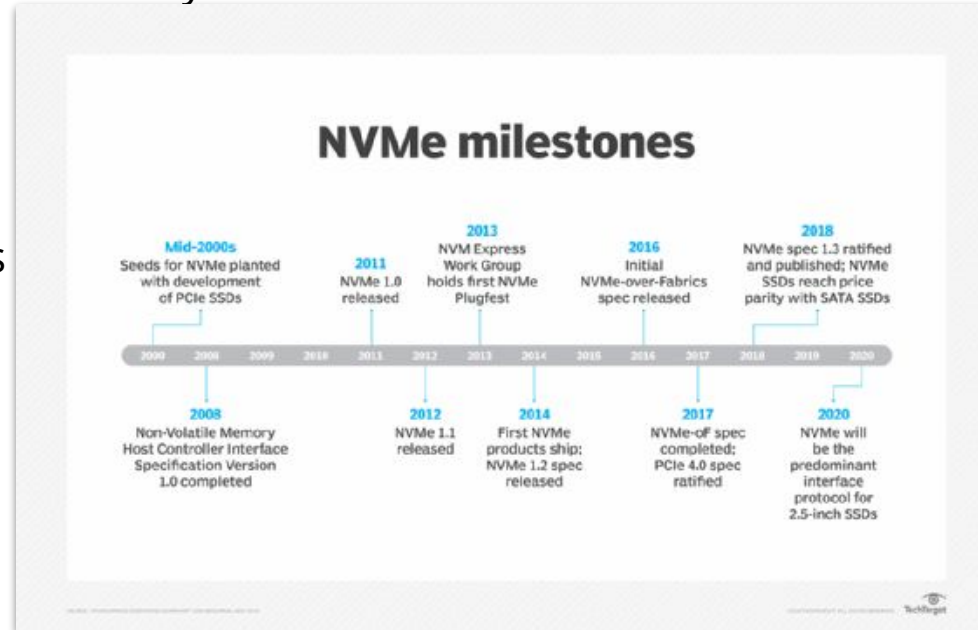 NVMe milestones
Mid-2000s
Seeds for NVMe planted
with development
of PCIe SSDs
2011
NVMe 1.0
released
2013
NVM Express
Work Group
holds first NVMe
Plugfest
2016
Initial
NVMe-over-Fabrics
spec released
2018
NVMe spec 1.3 ratified
and published; NVMe
SSDs reach price
parity with SATA SSDs
2000 2008 2009 2010 2011 2012 2013 2014 2015 2016 2017 2018 2019 2020
2008
Non-Volatile Memory
Host Controller Interface
Specification Version
1.0 completed
2012
NVMe 1.1
released
2014
First NVMe
products ship;
NVMe 1.2 spec
released
2017
NVMe-oF spec
completed;
PCIe 4.0 spec
ratified
2020
NVMe will
be the
predominant
interface
protocol for
2.5-inch SSDs
TechTarget